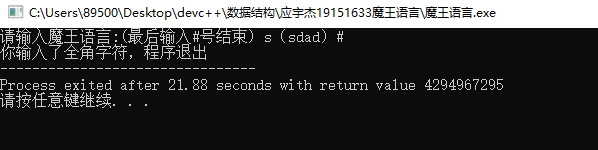 C:\Users\89500\Desktop\devc++\数据结构\应宇杰19151633魔王语言\魔王语言.exe
请输入魔王语言:(最后输入#号结束) s (sdad) #
你输入了全角字符，程序退出
--------------------------------
Process exited after 21.88 seconds with return value 4294967295
请按任意键继续. . .